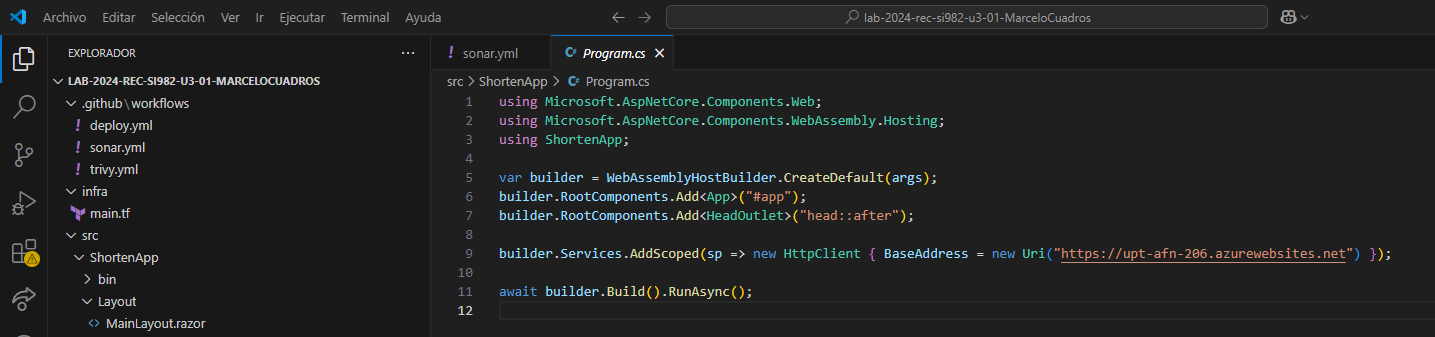 Archivo Editar Selección Ver Ir Ejecutar Terminal Ayuda lab-2024-rec-si982-u3-01-MarceloCuadros
EXPLORADOR
LAB-2024-REC-SI982-U3-01-MARCELOCUADROS
.github\workflows
! deploy.yml
! sonar.yml
! trivy.yml
infra
main.tf
src
ShortenApp
bin
Layout
<> MainLayout.razor
! sonar.yml C# Program.cs
src > ShortenApp > C# Program.cs
1 using Microsoft.AspNetCore.Components.Web;
2 using Microsoft.AspNetCore.Components.WebAssembly.Hosting;
3 using ShortenApp;
4
5 var builder = WebAssemblyHostBuilder.CreateDefault(args);
6 builder.RootComponents.Add<App>("#app");
7 builder.RootComponents.Add<HeadOutlet>("head::after");
8
9 builder.Services.AddScoped(sp => new HttpClient { BaseAddress = new Uri("https://upt-afn-206.azurewebsites.net") });
10
11 await builder.Build().RunAsync();
12